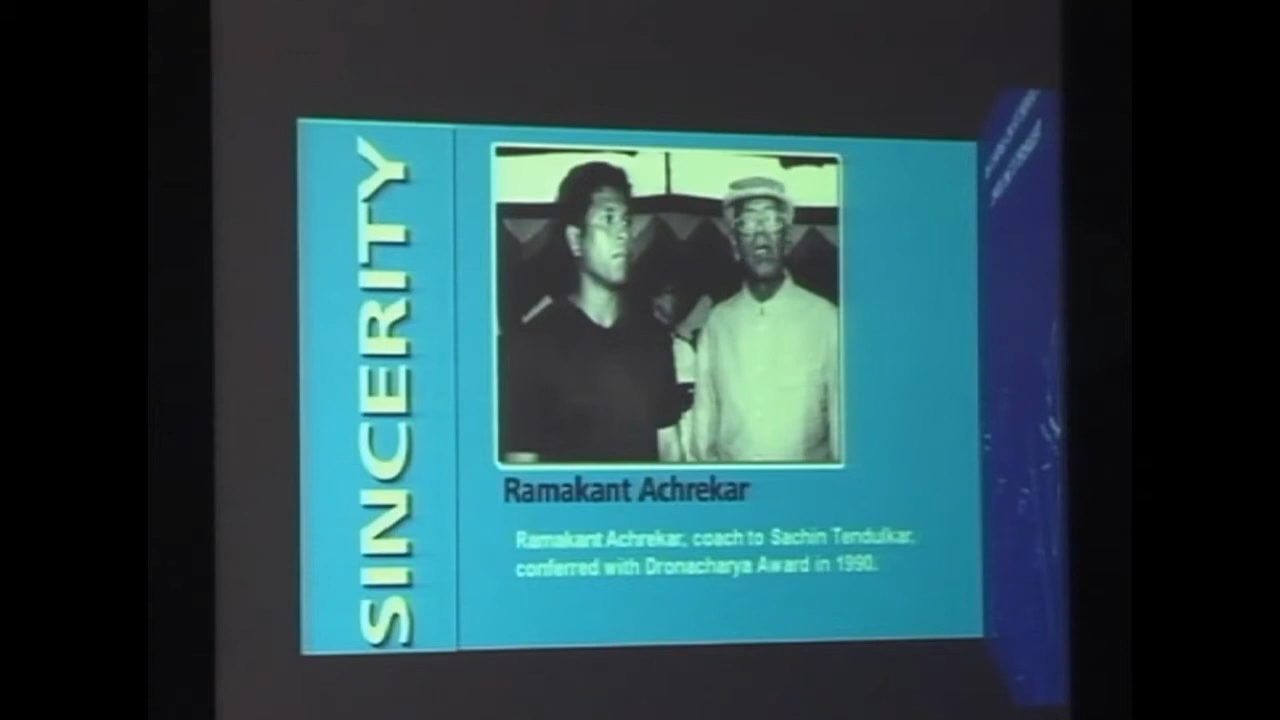 SINCERITY
Ramakant Achrekar
Ramakant Achrekar, coach to Sachin Tendulkar,
conferred with Dronacharya Award in 1990.